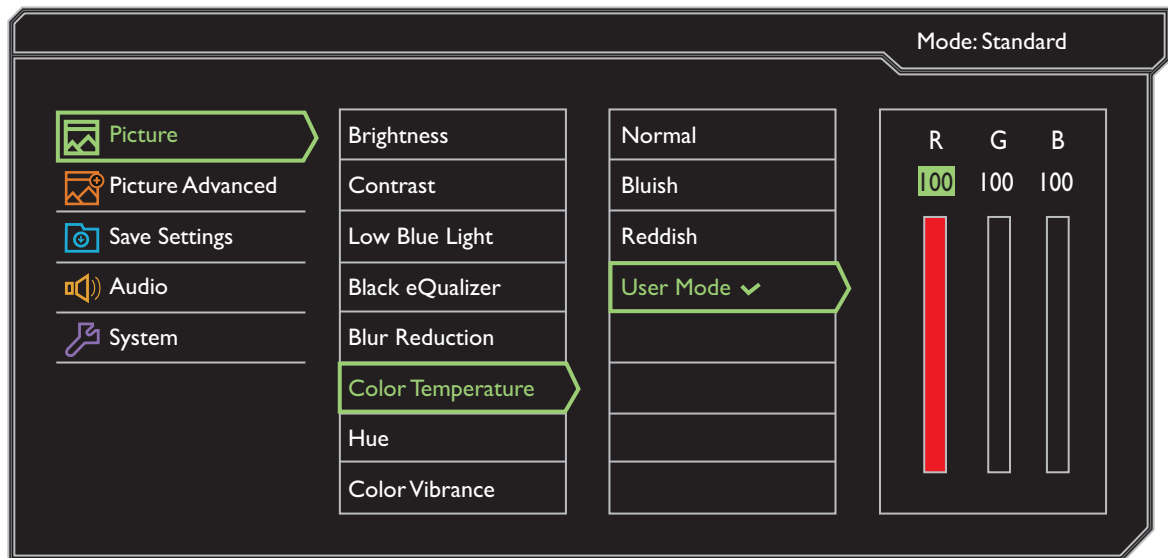 Mode: Standard
Picture
Picture Advanced
Save Settings
Audio
System
Brightness
Contrast
Low Blue Light
Black eQualizer
Blur Reduction
Color Temperature
Hue
Color Vibrance
Normal
Bluish
Reddish
User Mode
R G B
100 100 100